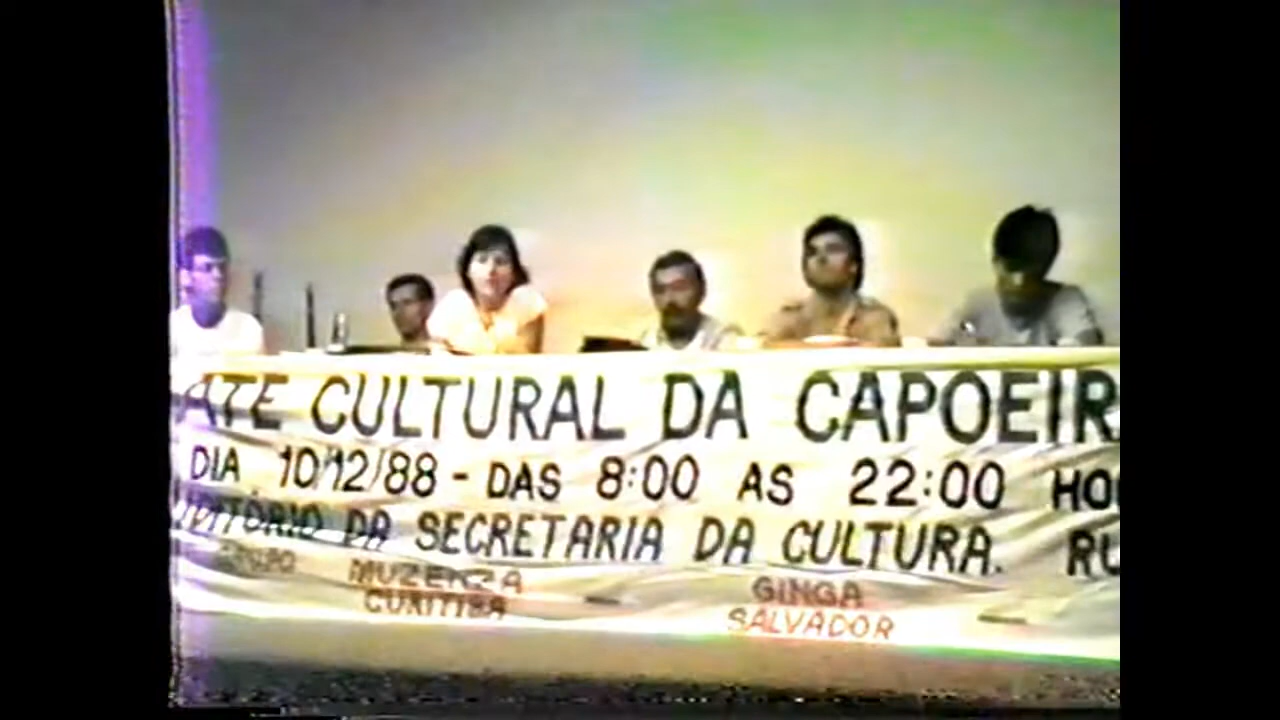 ATE CULTURAL DA CAPOEIR
DIA 10/12/88 - DAS 8:00 AS 22:00 HO
DITÓRIO DA SECRETARIA DA CULTURA. RU
MUZENZA GINGA
CURITIBA SALVADOR